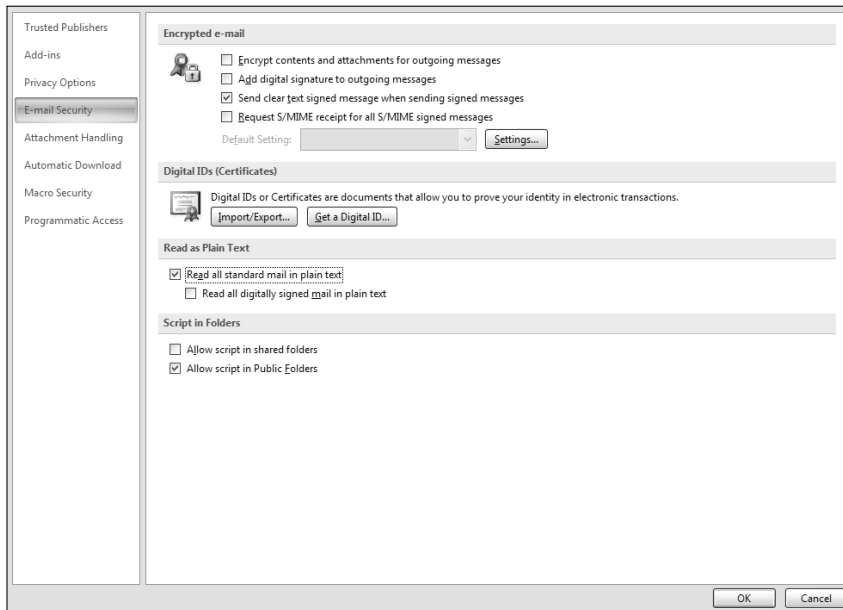 Trusted Publishers
Add-ins
Privacy Options
E-mail Security
Attachment Handling
Automatic Download
Macro Security
Programmatic Access
Encrypted e-mail
Encrypt contents and attachments for outgoing messages
Add digital signature to outgoing messages
Send clear text signed message when sending signed messages
Request S/MIME receipt for all S/MIME signed messages
Default Setting:
Settings...
Digital IDs (Certificates)
Digital IDs or Certificates are documents that allow you to prove your identity in electronic transactions.
Import/Export... Get a Digital ID...
Read as Plain Text
Read all standard mail in plain text
Read all digitally signed mail in plain text
Script in Folders
Allow script in shared folders
Allow script in Public Folders
OK Cancel